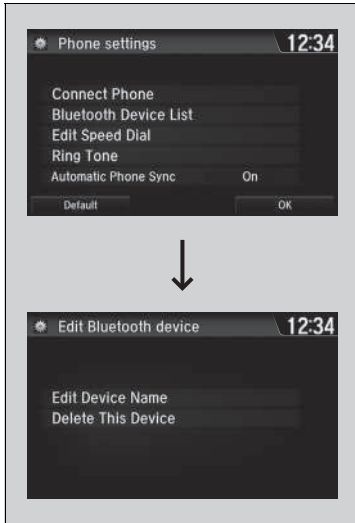 Phone settings 12:34
Connect Phone
Bluetooth Device List
Edit Speed Dial
Ring Tone
Automatic Phone Sync On
Default OK
Edit Bluetooth device 12:34
Edit Device Name
Delete This Device